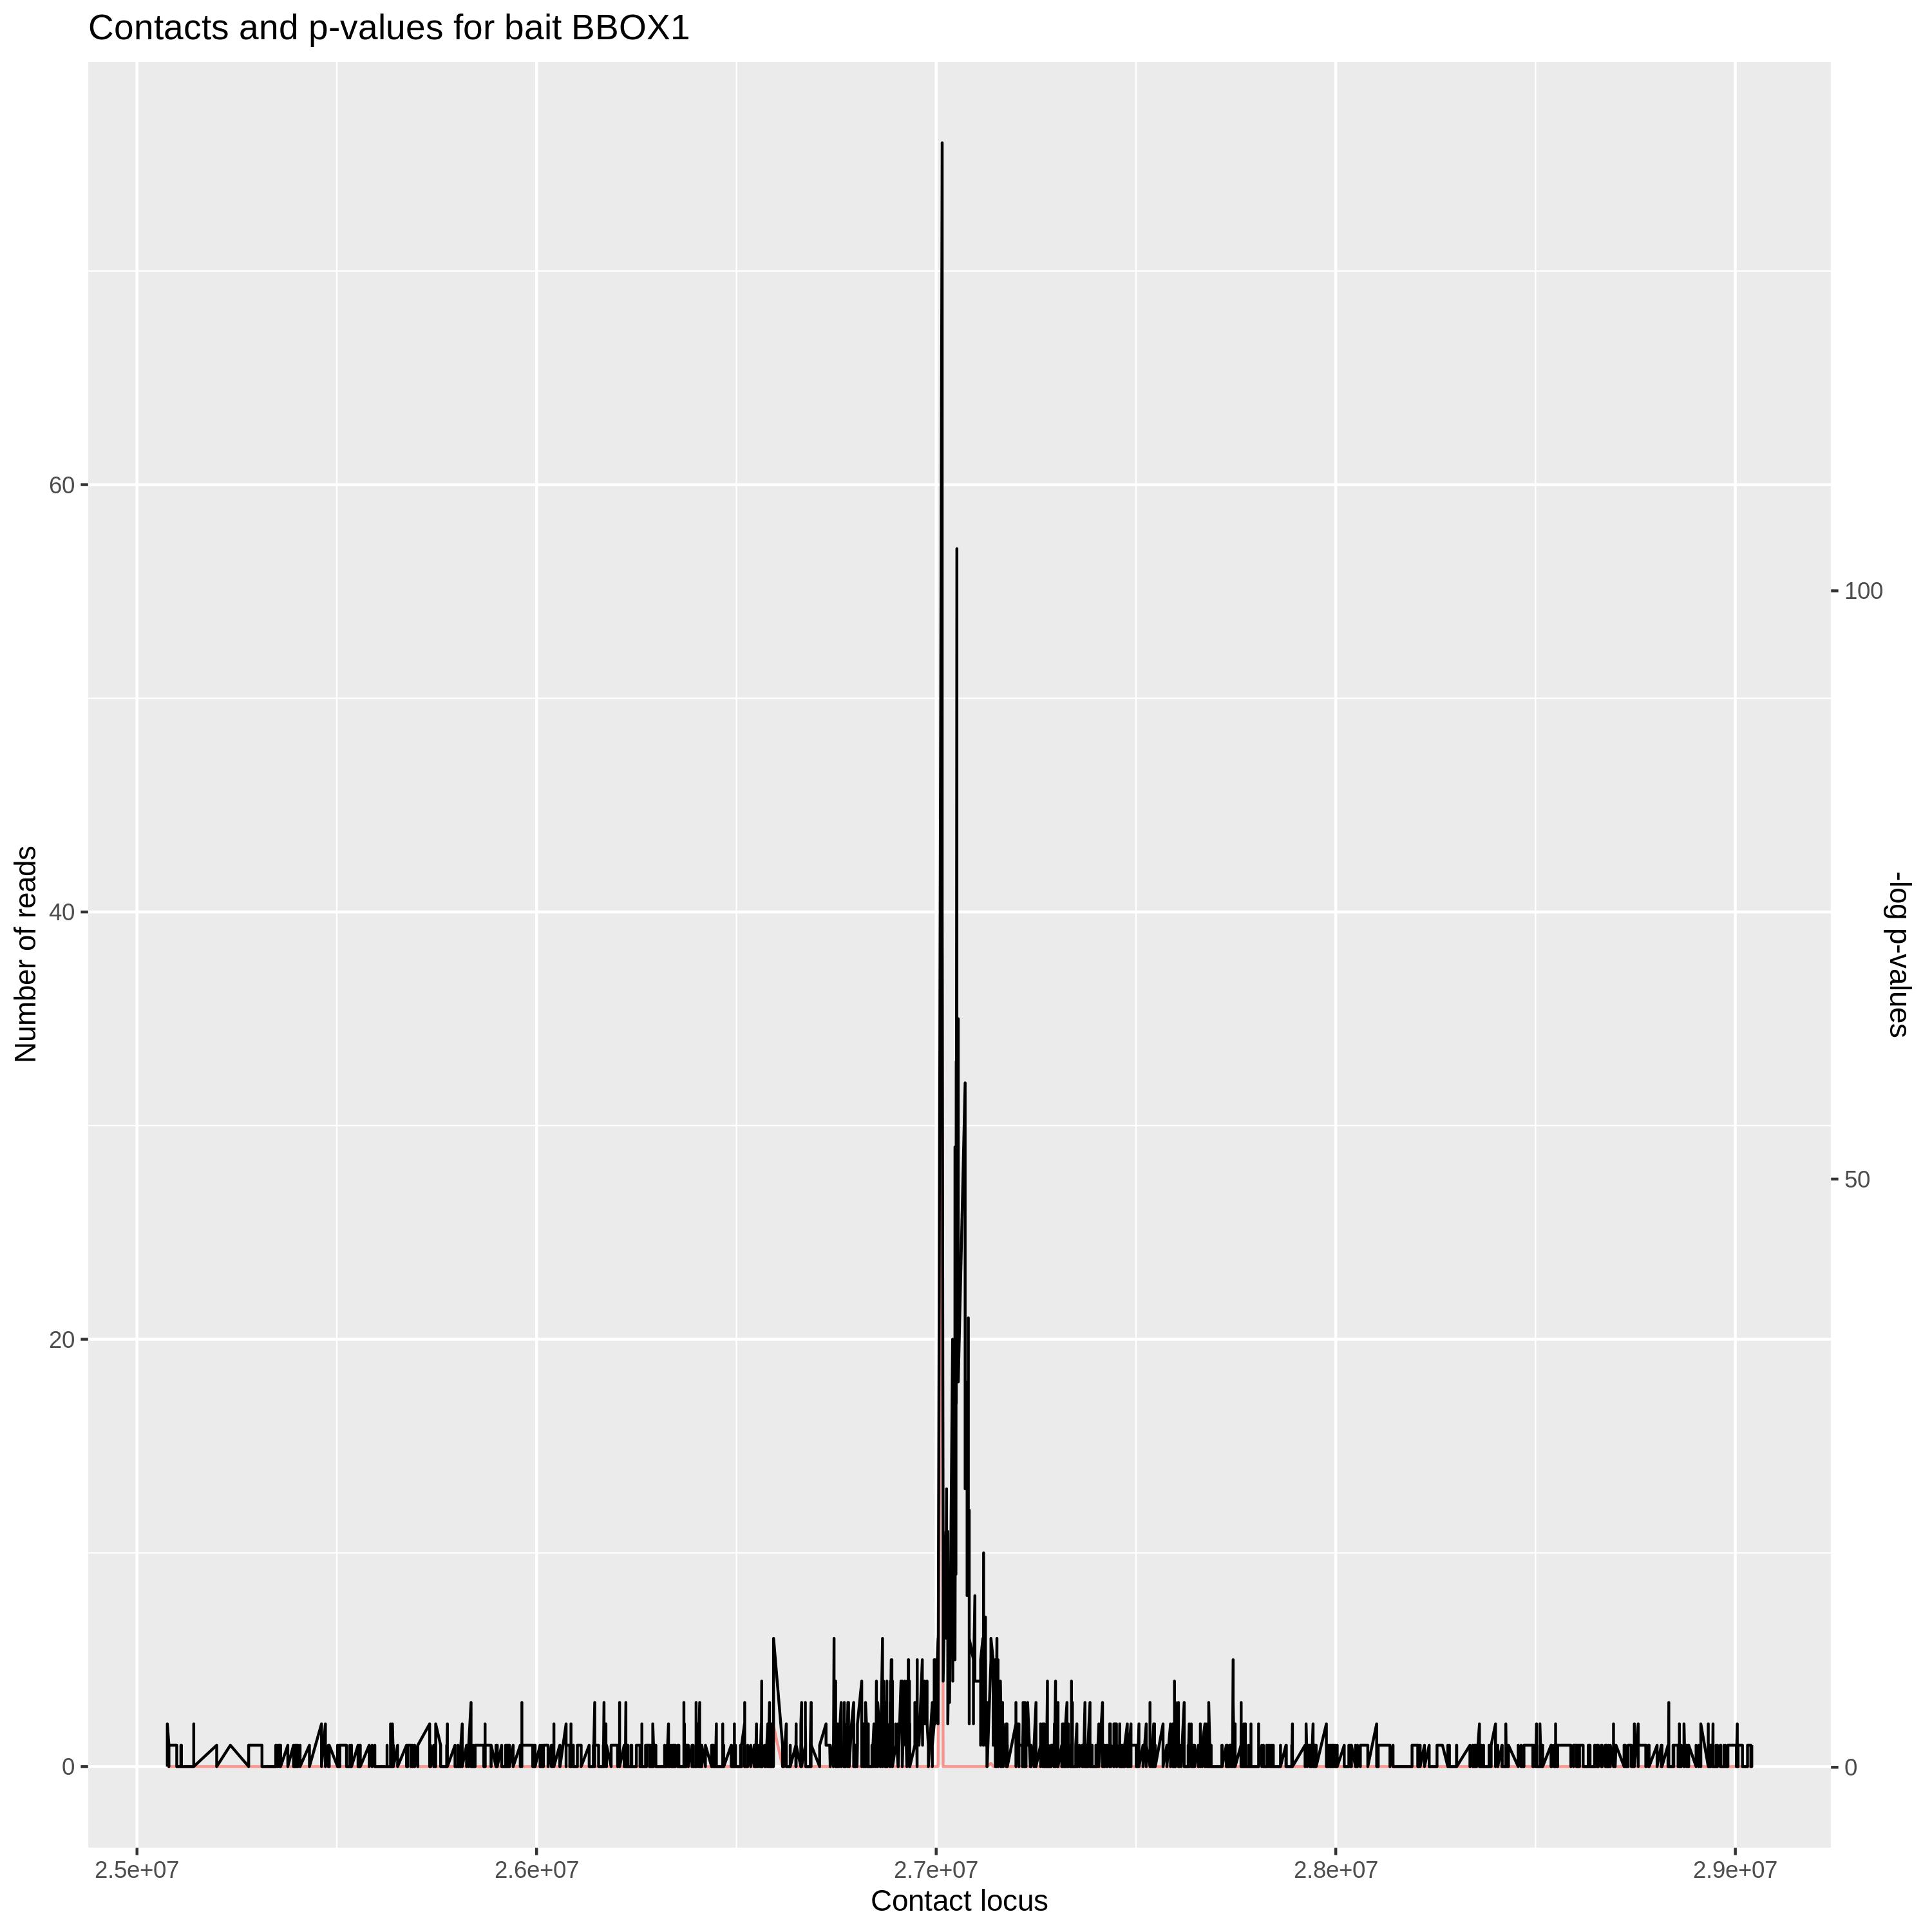 Contacts and p-values for bait BBOX1
60
40
20
0
Number of reads
100
50
0
-log p-values
2.5e+07
2.6e+07
2.7e+07
2.8e+07
2.9e+07
Contact locus